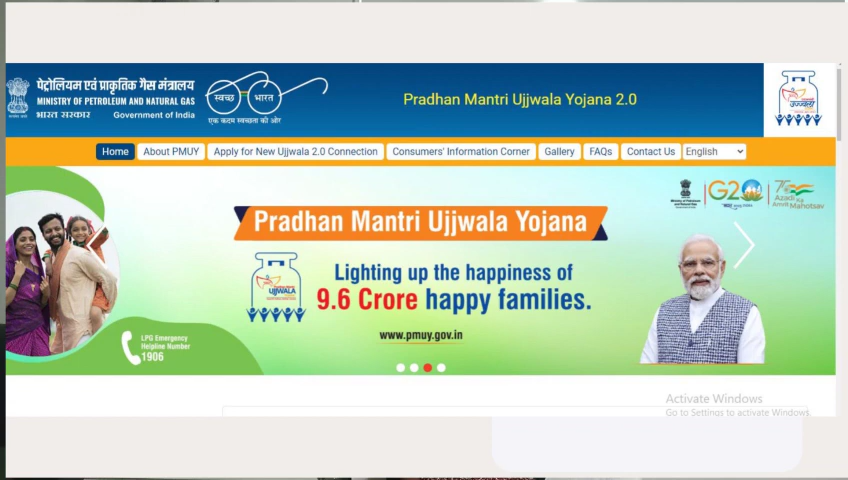 पेट्रोलियम एवं प्राकृतिक गैस मंत्रालय
MINISTRY OF PETROLEUM AND NATURAL GAS
भारत सरकार Government of India
स्वच्छ भारत
एक कदम स्वच्छता की ओर
Pradhan Mantri Ujjwala Yojana 2.0
उज्ज्वला
Home About PMUY Apply for New Ujjwala 2.0 Connection Consumers' Information Corner Gallery FAQs Contact Us English
G20
Azadi Ka
Amrit Mahotsav
Pradhan Mantri Ujjwala Yojana
UJJWALA
Lighting up the happiness of
9.6 Crore happy families.
www.pmuy.gov.in
LPG Emergency
Helpline Number
1906
Activate Windows
Go to Settings to activate Windows.